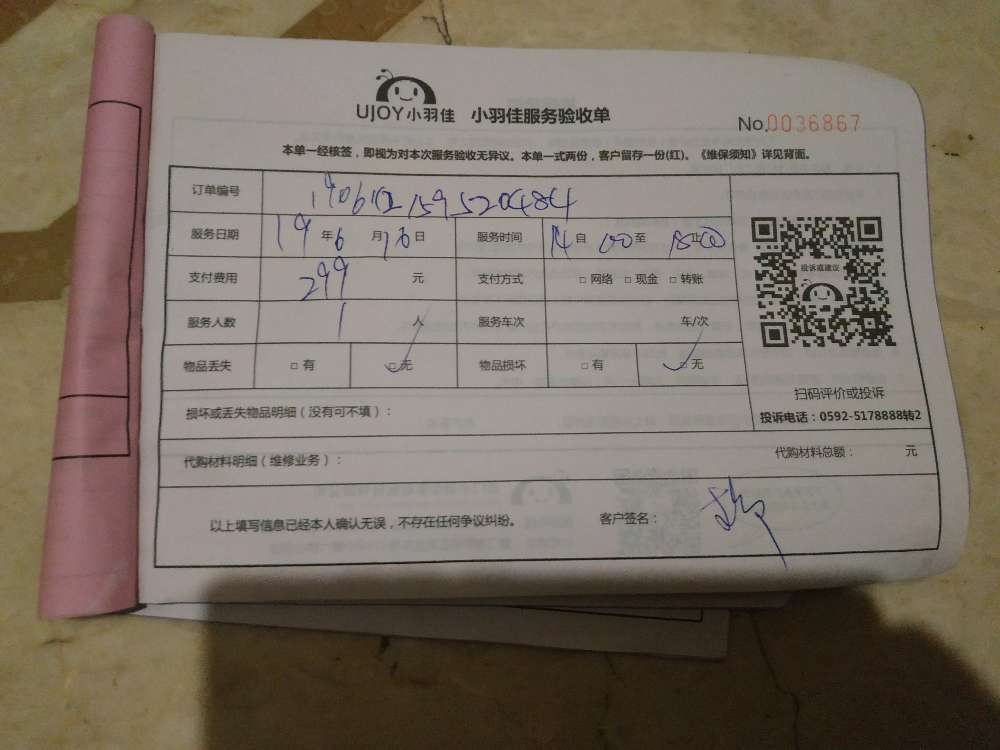 UJOY小羽佳 小羽佳服务验收单
No.0036867
本单一经核签，即视为对本次服务验收无异议。本单一式两份，客户留存一份(红)。《维保须知》详见背面。
订单编号
服务日期 19年6月16日 服务时间 14自00至 止
支付费用 299 元 支付方式 □ 网络 □ 现金 □ 转账
服务人数 1 人 服务车次 车/次
物品丢失 □ 有 □ 无 物品损坏 □ 有 □ 无
投诉或建议
扫码评价或投诉
投诉电话：0592-5178888转2
损坏或丢失物品明细（没有可不填）：
代购材料明细（维修业务）： 代购材料总额： 元
以上填写信息已经本人确认无误，不存在任何争议纠纷。 客户签名：